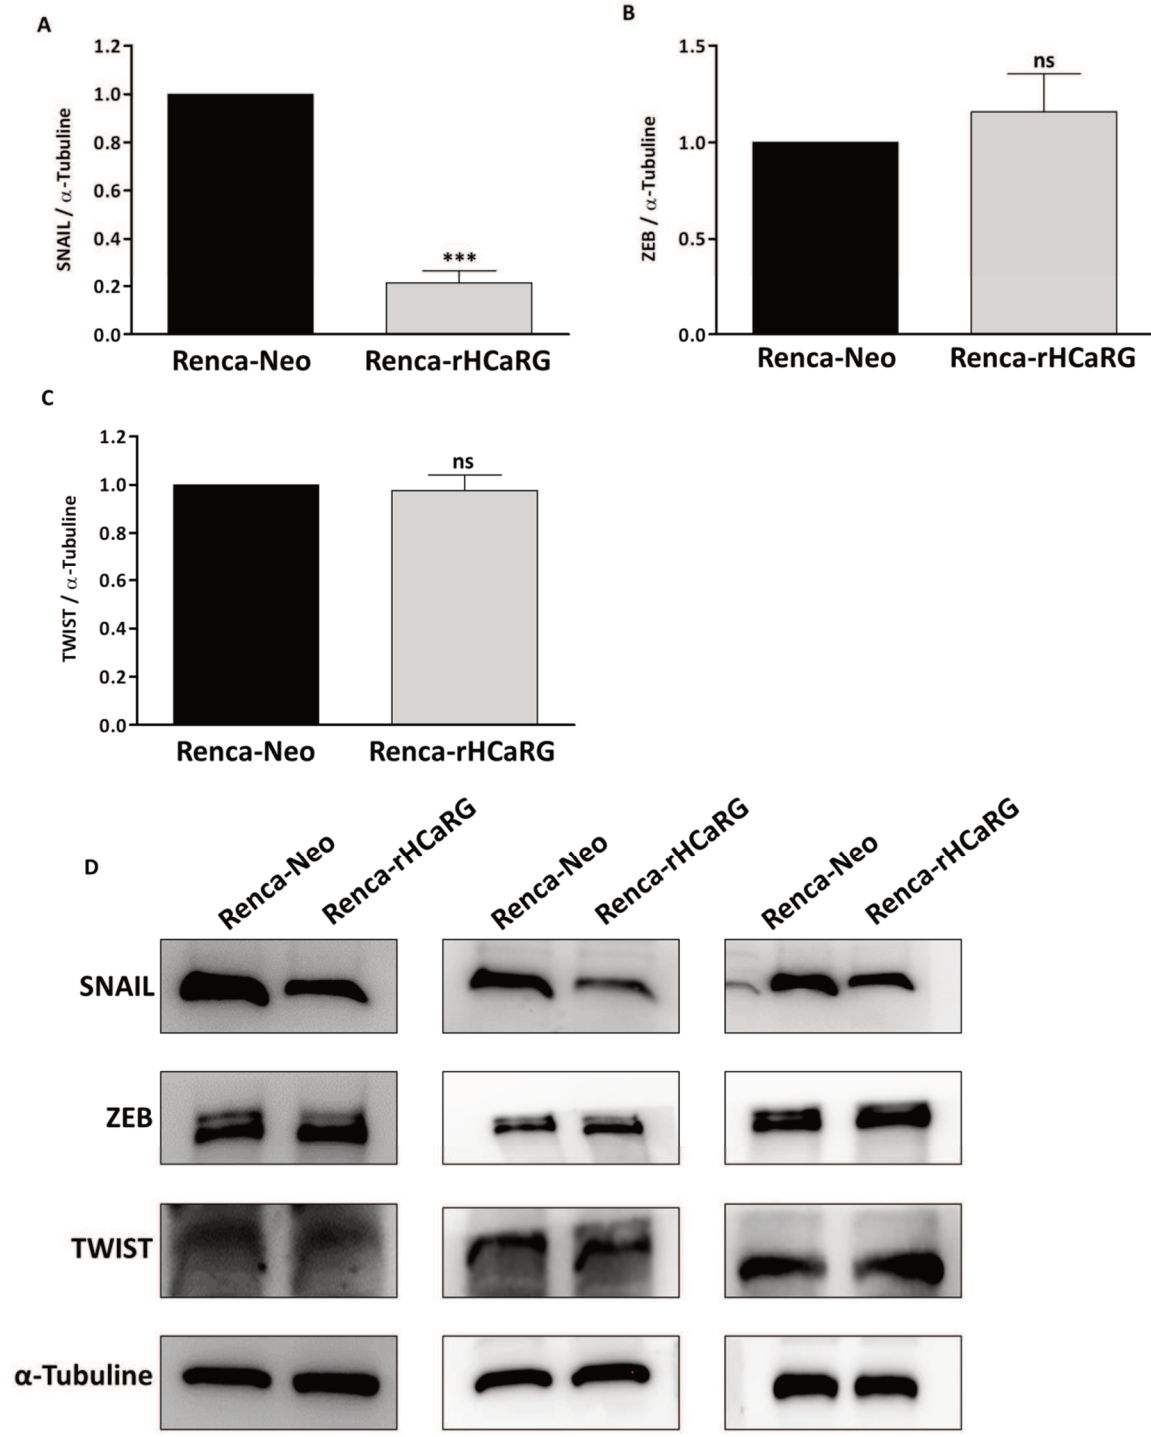 A
1.2
1.0
0.8
0.6
0.4
0.2
0.0
SNAIL / α-Tubuline
***
Renca-Neo
Renca-rHCaRG
B
1.5
1.0
0.5
0.0
ZEB / α-Tubuline
ns
Renca-Neo
Renca-rHCaRG
C
1.2
1.0
0.8
0.6
0.4
0.2
0.0
TWIST / α-Tubuline
ns
Renca-Neo
Renca-rHCaRG
D
Renca-Neo
Renca-rHCaRG
Renca-Neo
Renca-rHCaRG
Renca-Neo
Renca-rHCaRG
SNAIL
ZEB
TWIST
α-Tubuline